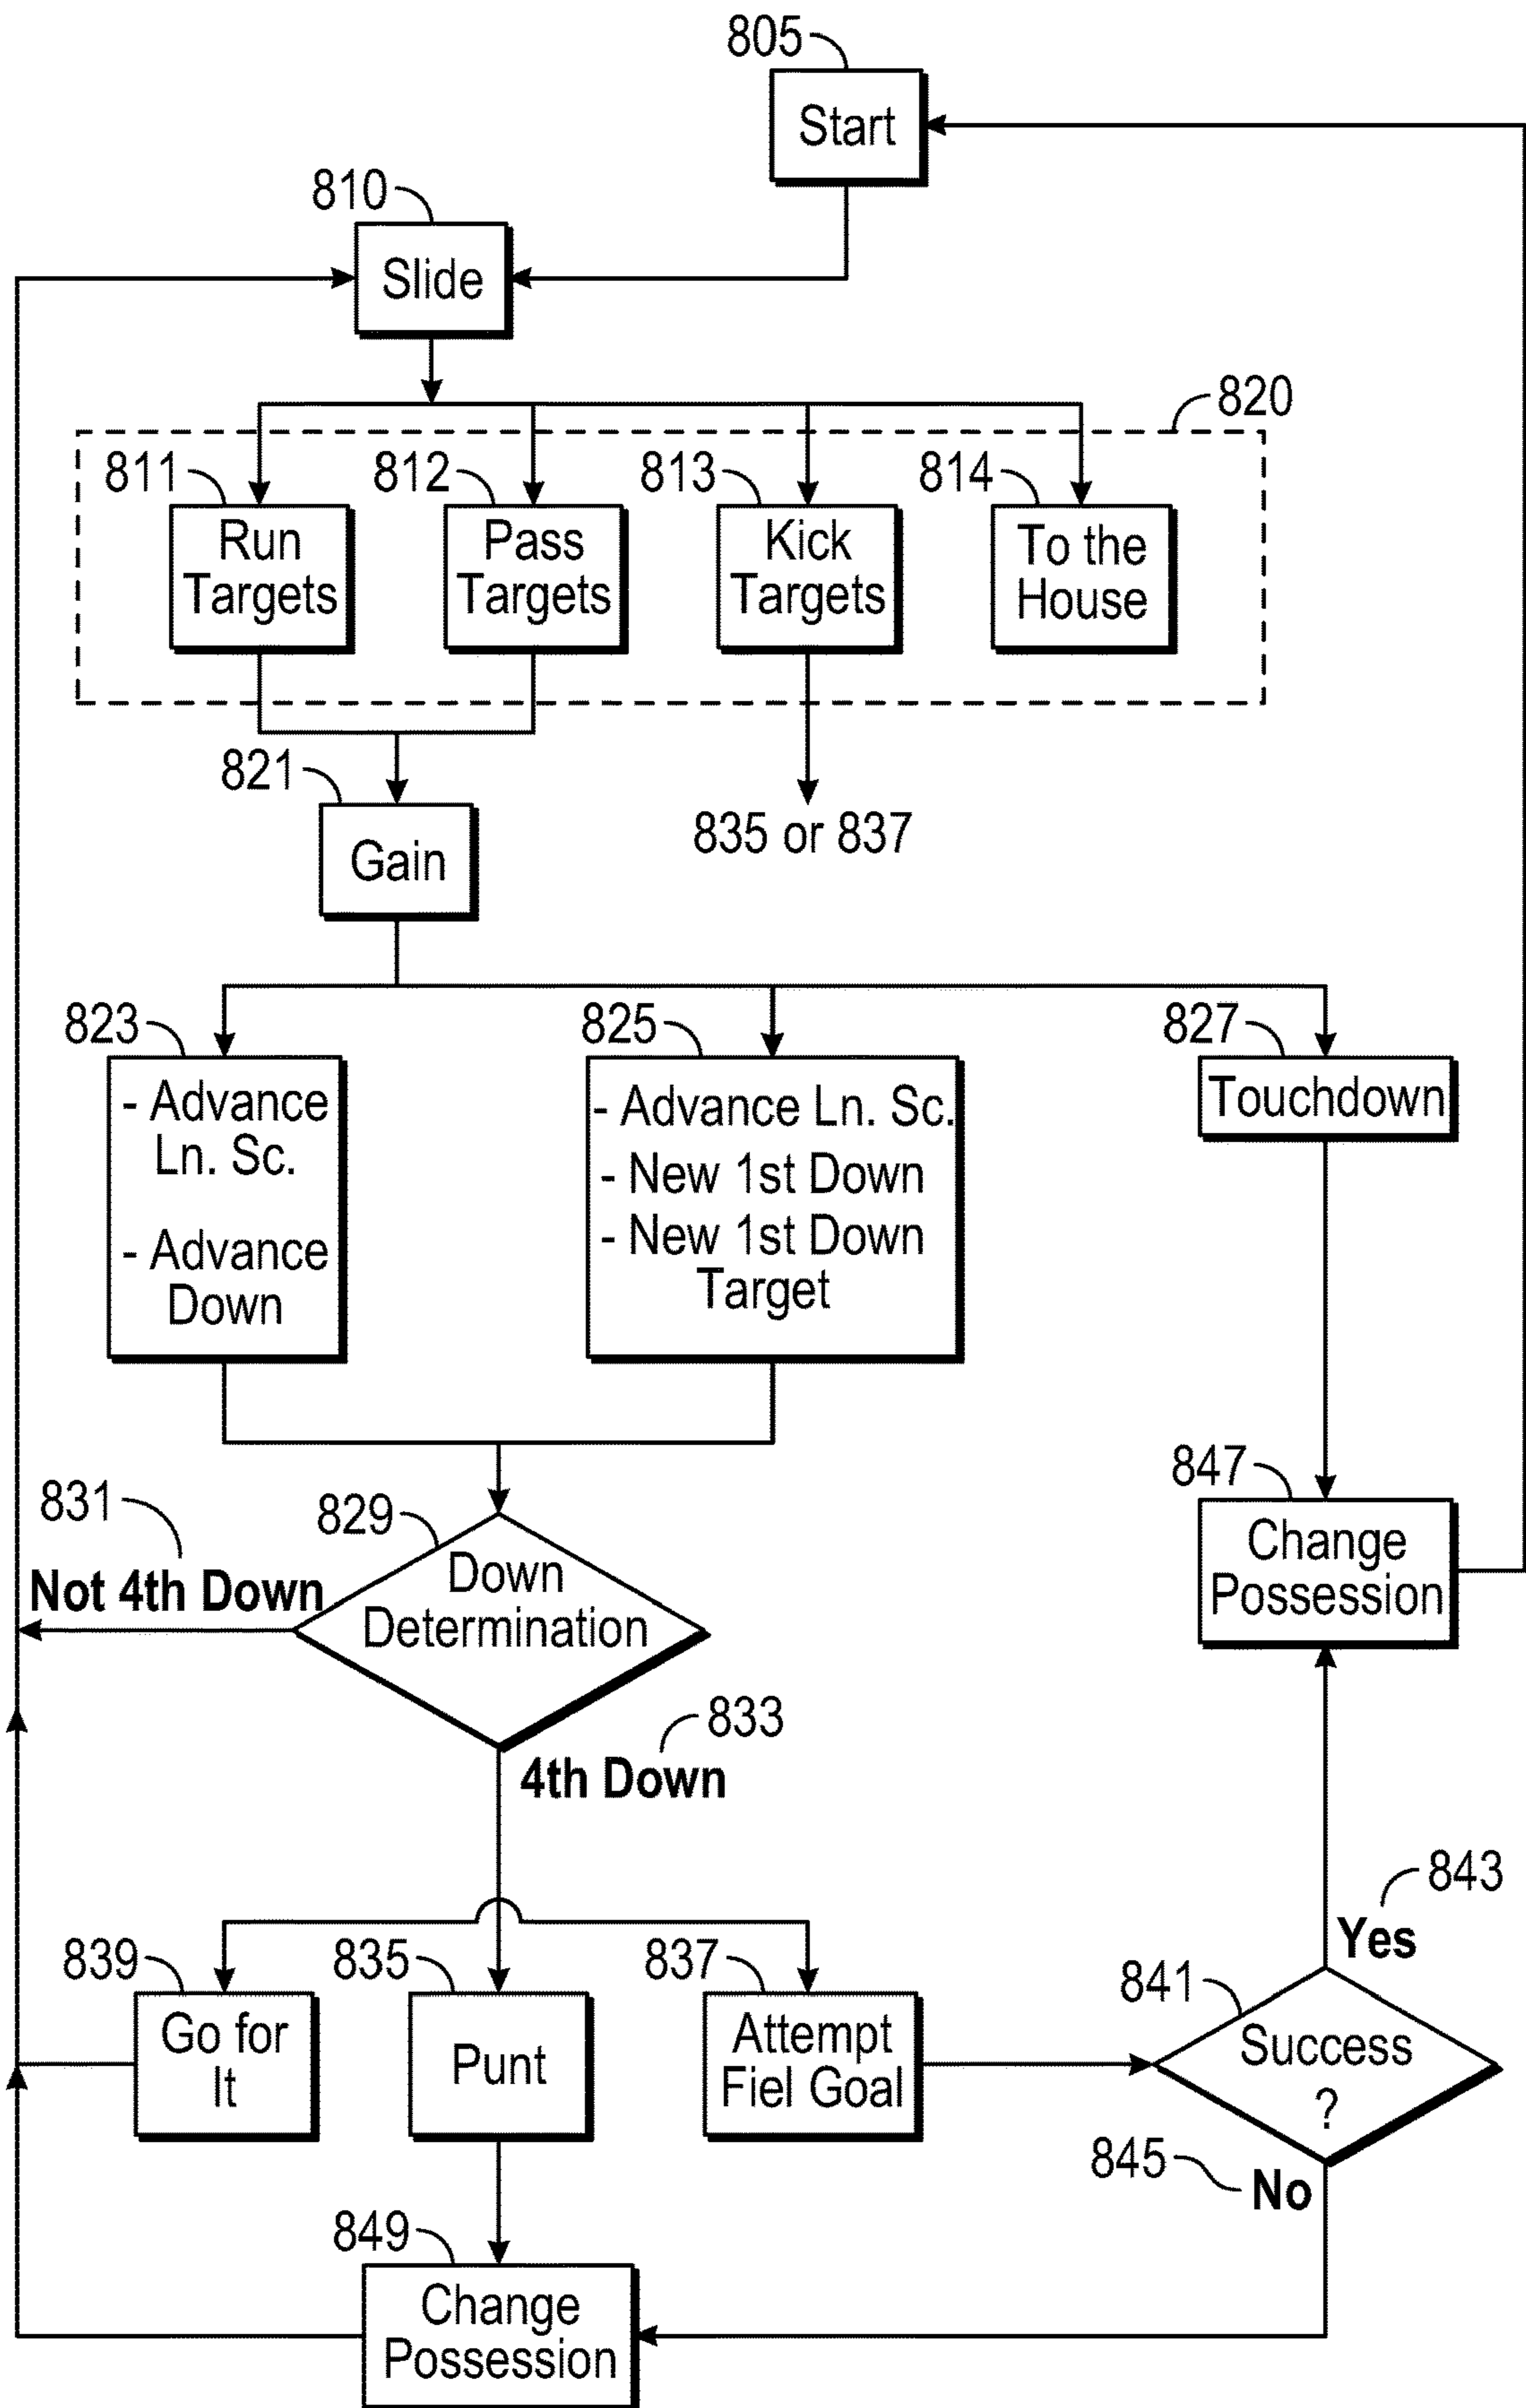 805
Start
810
Slide
820
811
812
813
814
Run
Targets
Pass
Targets
Kick
Targets
To the
House
821
Gain
835 or 837
823
- Advance
Ln. Sc.
- Advance
Down
825
- Advance Ln. Sc.
- New 1st Down
- New 1st Down
Target
827
Touchdown
831
Not 4th Down
829
Down
Determination
847
Change
Possession
833
4th Down
843
Yes
839
Go for
It
835
Punt
837
Attempt
Fiel Goal
841
Success
?
845
No
849
Change
Possession